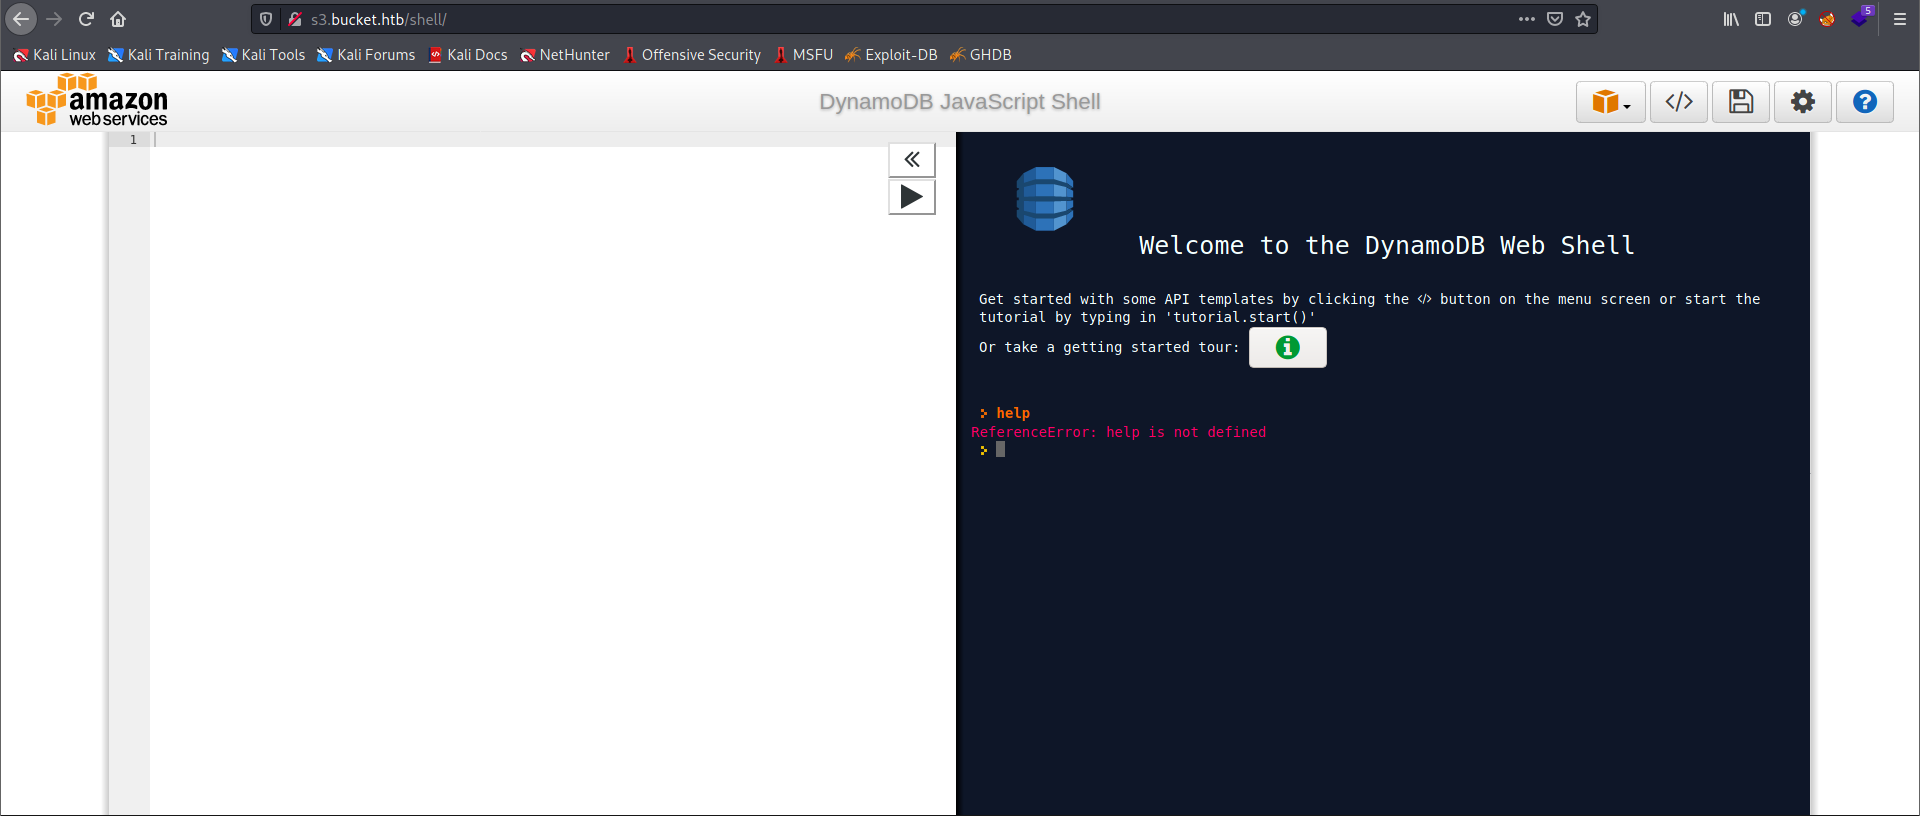 s3.bucket.htb/shell/
5
Kali Linux Kali Training Kali Tools Kali Forums Kali Docs NetHunter Offensive Security MSFU Exploit-DB GHDB
amazon
webservices
DynamoDB JavaScript Shell
</>
?
1
Welcome to the DynamoDB Web Shell
Get started with some API templates by clicking the </> button on the menu screen or start the
tutorial by typing in 'tutorial.start()'
Or take a getting started tour:
> help
ReferenceError: help is not defined
>